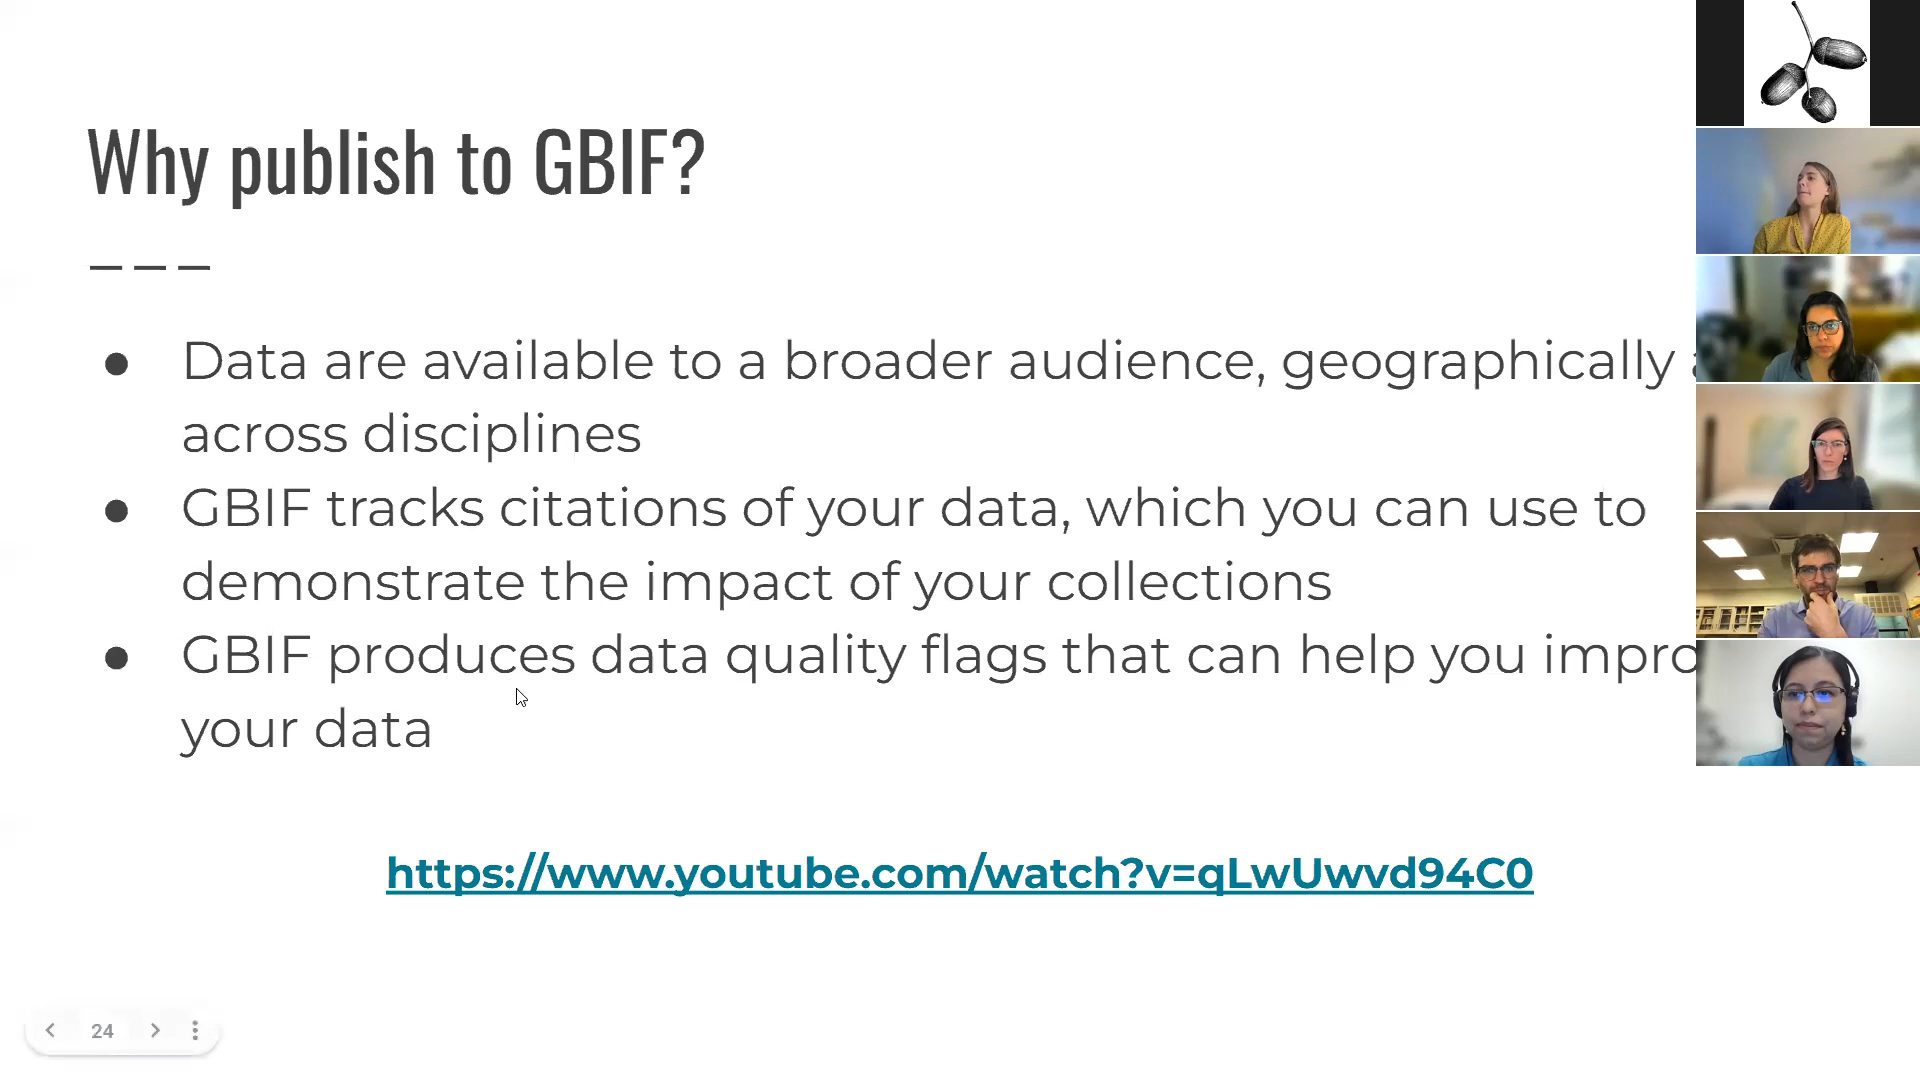 Why publish to GBIF?
● Data are available to a broader audience, geographically
across disciplines
● GBIF tracks citations of your data, which you can use to
demonstrate the impact of your collections
● GBIF produces data quality flags that can help you impro
your data
https://www.youtube.com/watch?v=qLwUwvd94C0
24